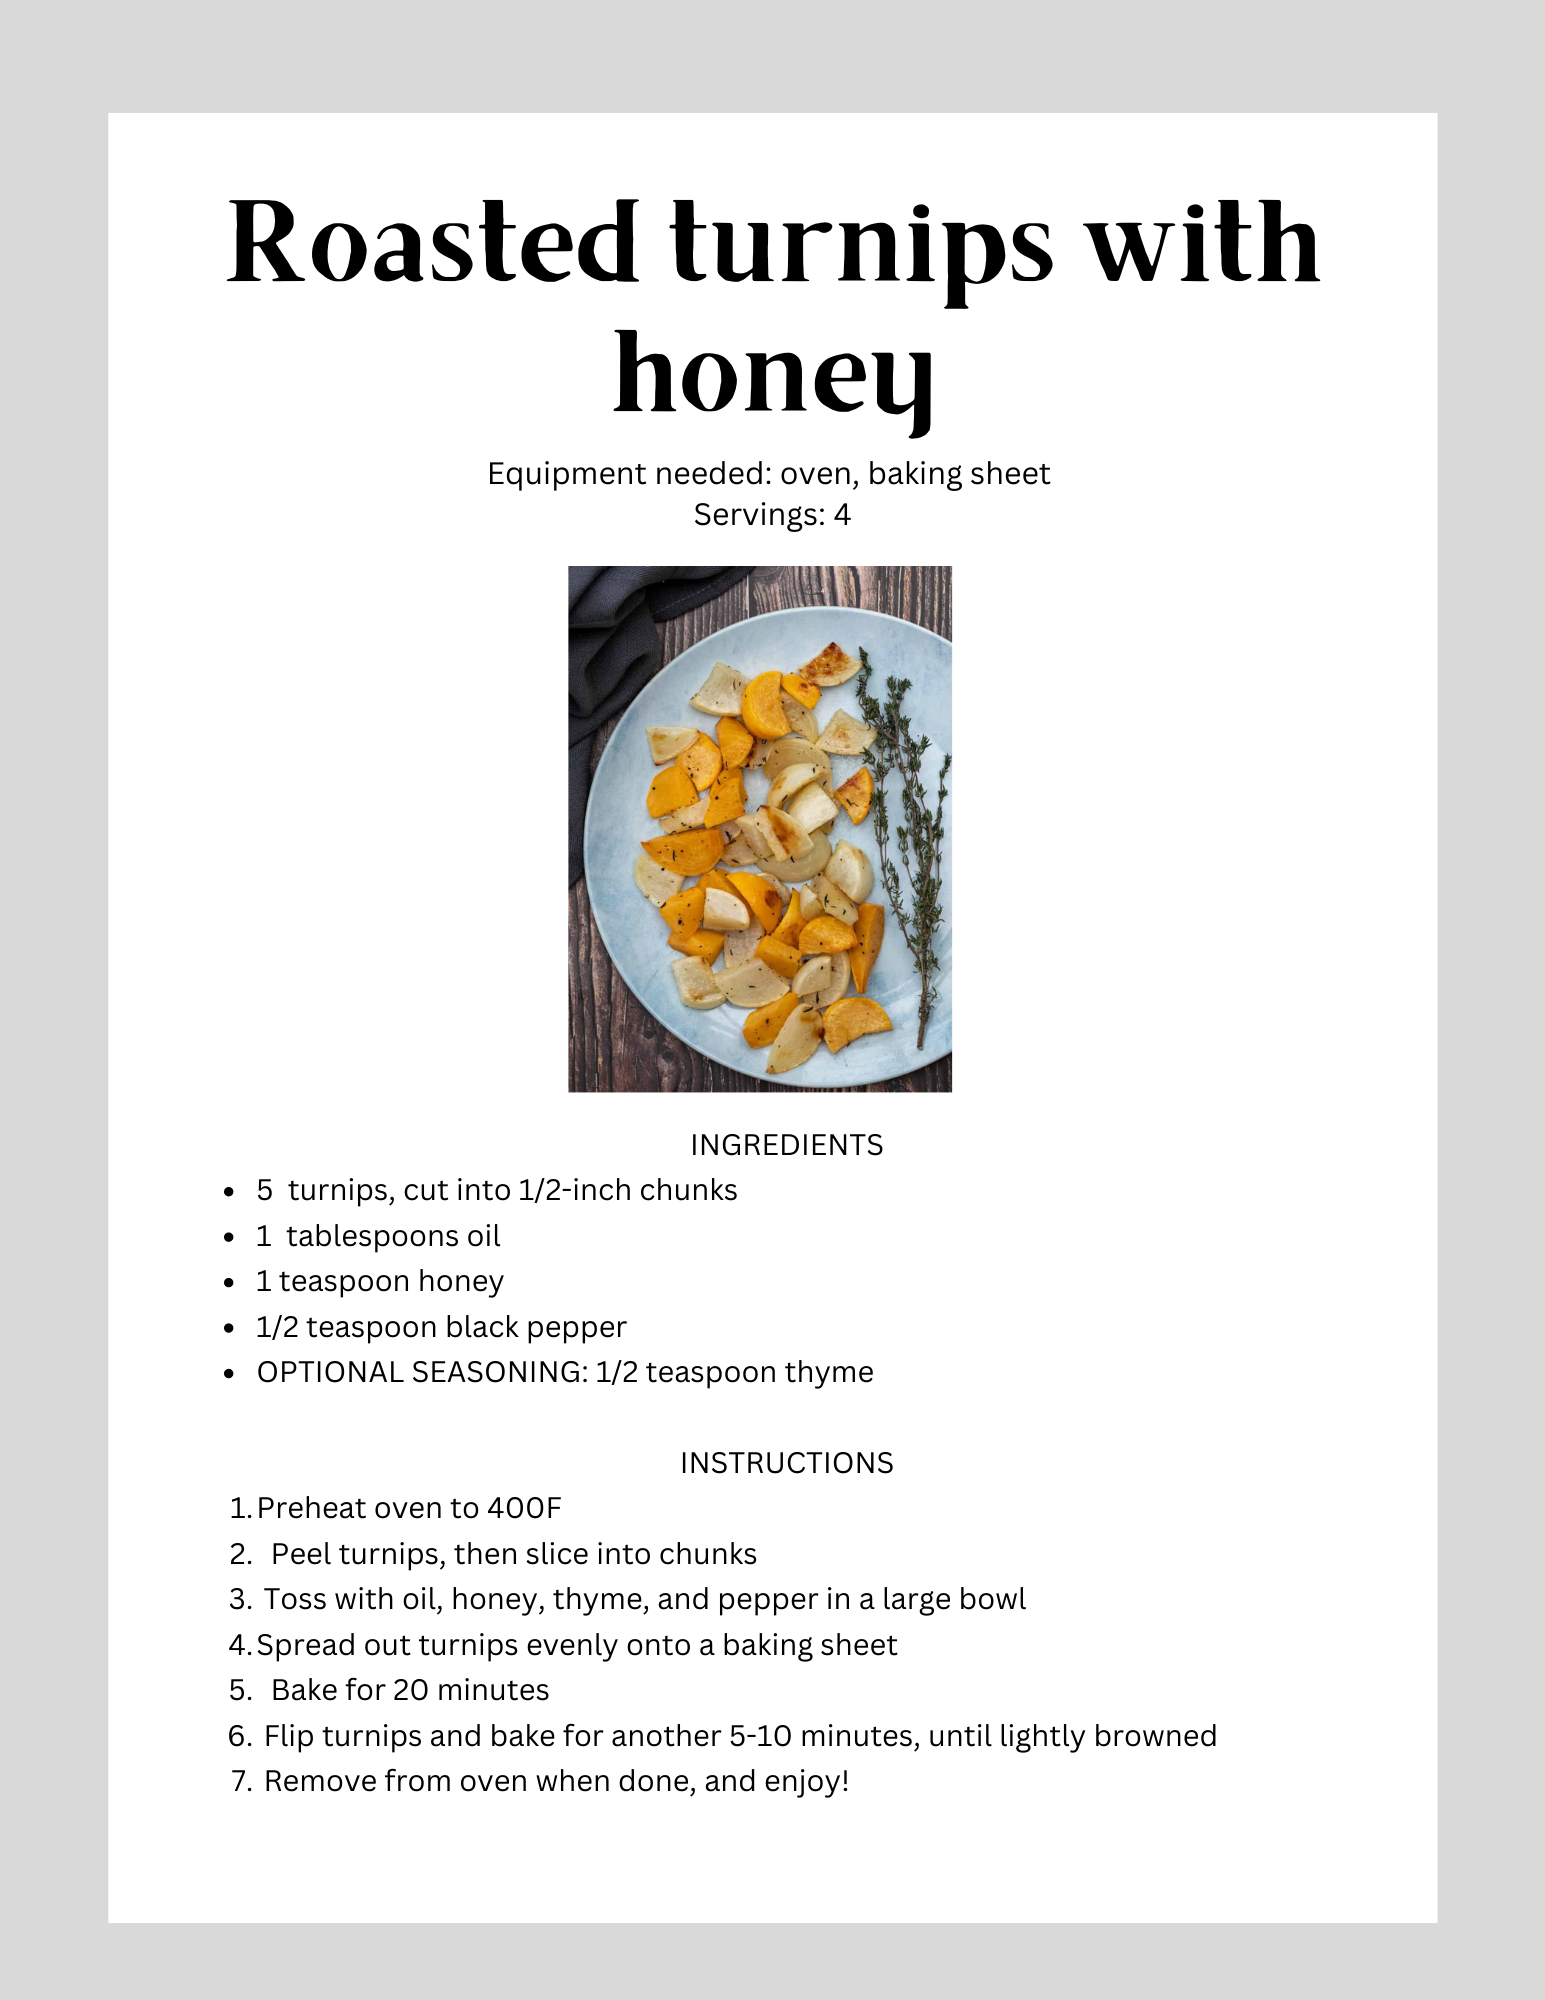 Roasted turnips with
honey
Equipment needed: oven, baking sheet
Servings: 4
INGREDIENTS
• 5  turnips, cut into 1/2-inch chunks
• 1  tablespoons oil
• 1 teaspoon honey
• 1/2 teaspoon black pepper
• OPTIONAL SEASONING: 1/2 teaspoon thyme
INSTRUCTIONS
1. Preheat oven to 400F
2.  Peel turnips, then slice into chunks
3. Toss with oil, honey, thyme, and pepper in a large bowl
4. Spread out turnips evenly onto a baking sheet
5.  Bake for 20 minutes
6. Flip turnips and bake for another 5-10 minutes, until lightly browned
7. Remove from oven when done, and enjoy!